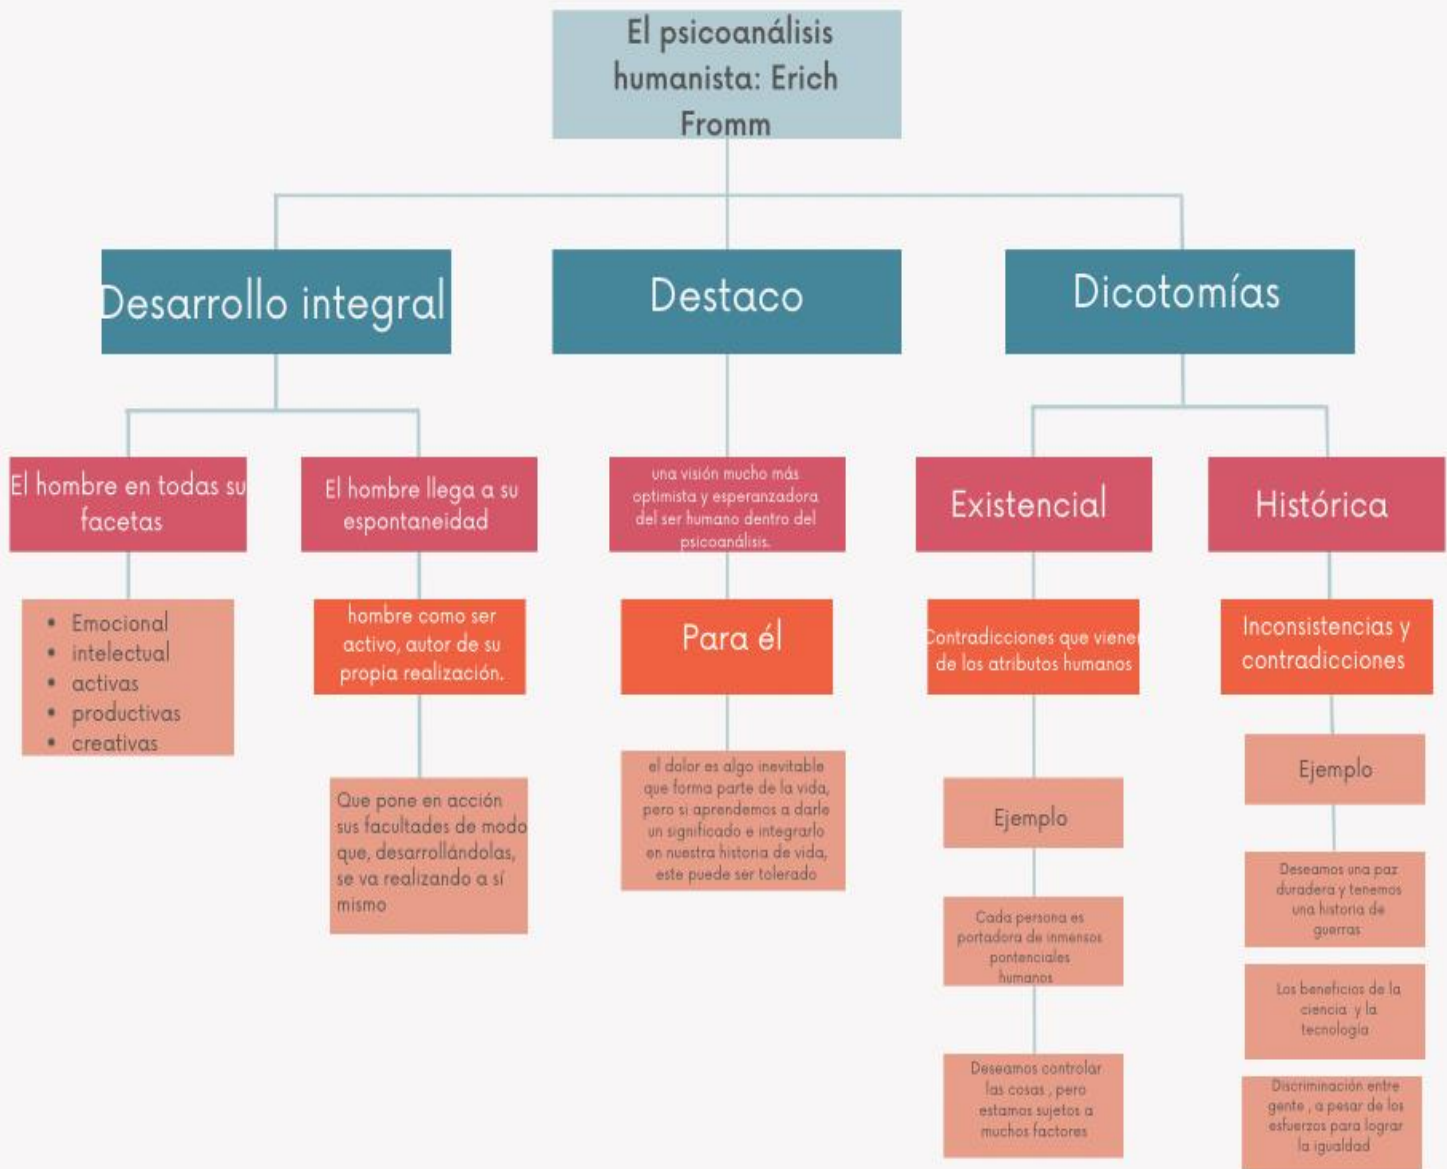 El psicoanálisis
humanista: Erich
Fromm
Desarrollo integral
Destaco
Dicotomías
El hombre en todas su
facetas
El hombre llega a su
espontaneidad
una visión mucho más
optimista y esperanzadora
del ser humano dentro del
psicoanálisis.
Existencial
Histórica
• Emocional
• intelectual
• activas
• productivas
• creativas
hombre como ser
activo, autor de su
propia realización.
Para él
Contradicciones que vienen
de los atributos humanos
Inconsistencias y
contradicciones
Que pone en acción
sus facultades de modo
que, desarrollándolas,
se va realizando a sí
mismo
el dolor es algo inevitable
que forma parte de la vida,
pero si aprendemos a darle
un significado e integrarlo
en nuestra historia de vida,
este puede ser tolerado
Ejemplo
Cada persona es
portadora de inmensos
pontenciales
humanos
Deseamos controlar
las cosas , pero
estamos sujetos a
muchos factores
Ejemplo
Deseamos una paz
duradera y tenemos
una historia de
guerras
Los beneficios de la
ciencia y la
tecnología
Discriminación entre
gente , a pesar de los
esfuerzos para lograr
la igualdad